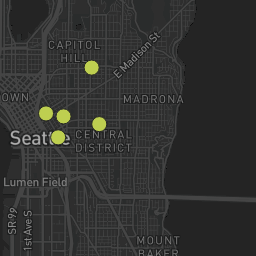 CAPITOL
HILL
E Madison St
OWN
MADRONA
Seattle
CENTRAL
DISTRICT
Lumen Field
SR-99
1st Ave S
MOUNT
BAKER